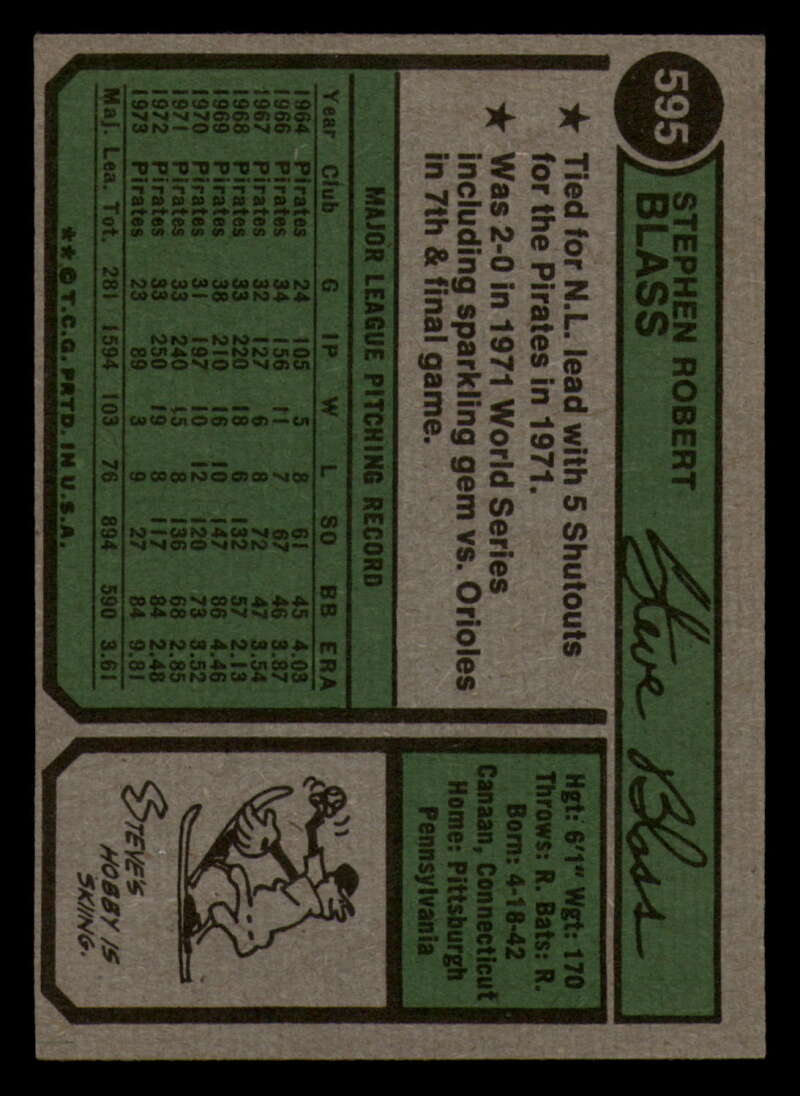 595
STEPHEN ROBERT
BLASS
Steve Blass
★ Tied for N.L. lead with 5 Shutouts
for the Pirates in 1971.
★ Was 2-0 in 1971 World Series
including sparkling gem vs. Orioles
in 7th & final game.
MAJOR LEAGUE PITCHING RECORD
Year Club G IP W L SO BB ERA
1964 Pirates 24 105 5 8 61 45 4.03
1966 Pirates 34 156 11 7 67 46 3.87
1967 Pirates 32 127 6 8 72 47 3.54
1968 Pirates 33 220 18 6 132 57 2.13
1969 Pirates 38 210 16 10 147 86 4.46
1970 Pirates 31 197 10 12 120 73 3.52
1971 Pirates 33 240 15 8 136 68 2.85
1972 Pirates 33 250 19 8 117 84 2.48
1973 Pirates 23 89 3 9 27 84 9.81
Maj. Lea. Tot. 281 1594 103 76 894 590 3.61
**©T.C.G. PRTD. IN U.S.A.
Hgt: 6'1" Wgt: 170
Throws: R. Bats: R.
Born: 4-18-42
Canaan, Connecticut
Home: Pittsburgh
Pennsylvania
STEVE'S
HOBBY IS
SKIING.